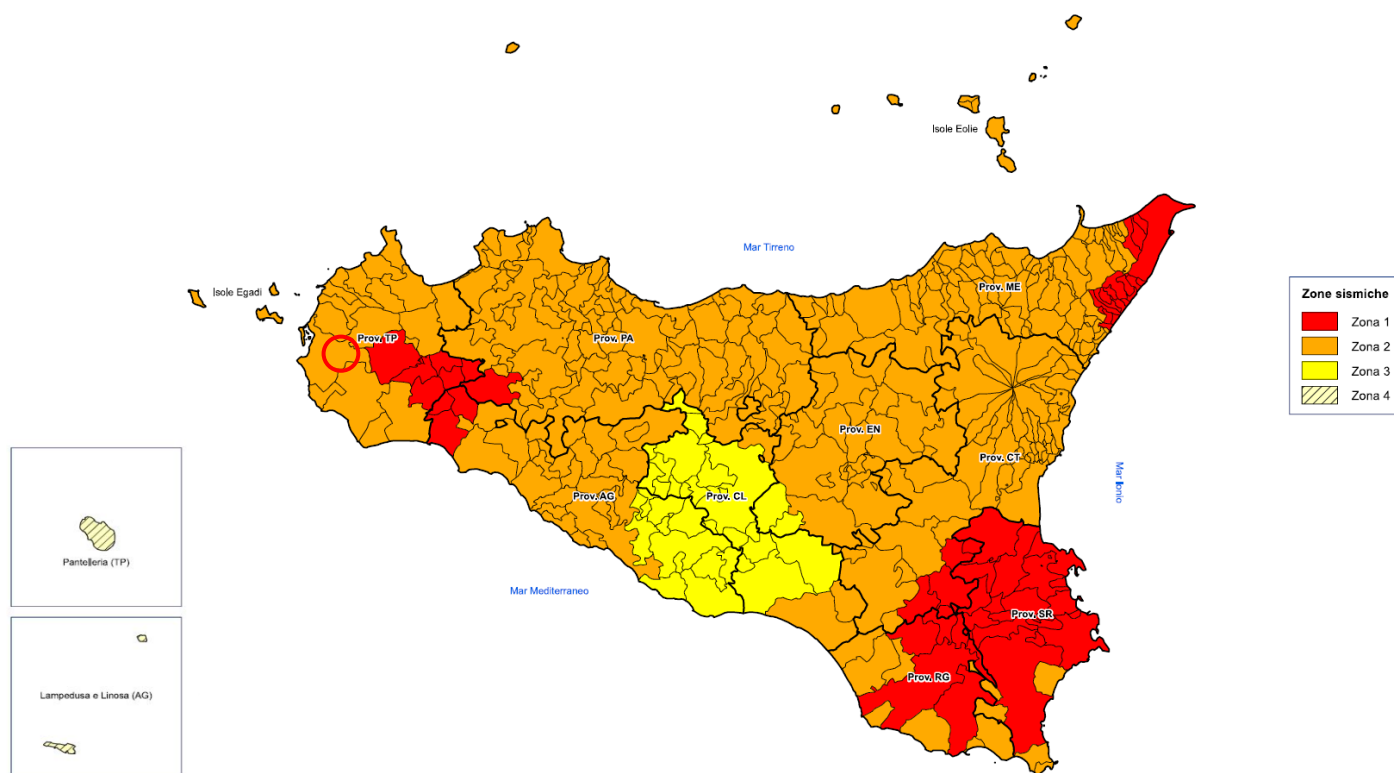 Isole Eolie
Mar Tirreno
Isole Egadi
Prov. ME
Prov. TP
Prov. PA
Zone sismiche
Zona 1
Zona 2
Zona 3
Zona 4
Prov. EN
Prov. CT
Mar Ionio
Prov. AG
Prov. CL
Pantelleria (TP)
Mar Mediterraneo
Prov. SR
Prov. RG
Lampedusa e Linosa (AG)